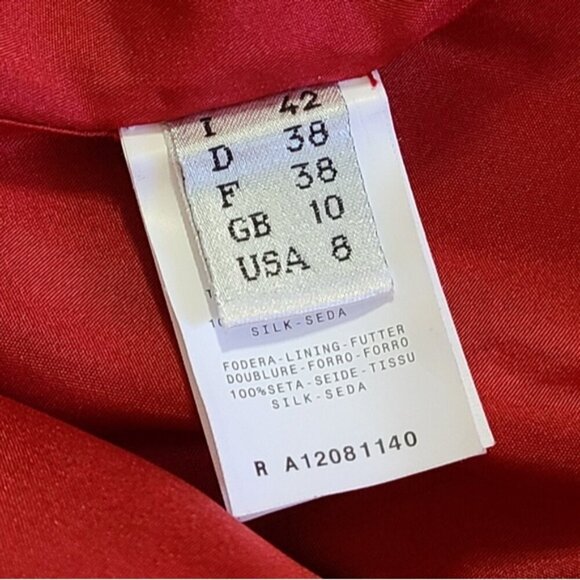 I 42
D 38
F 38
GB 10
USA 8
SILK-SEDA
FODERA-LINING-FUTTER
DOUBLURE-FORRO-FORRO
100%SETA-SEIDE-TISSU
SILK-SEDA
R A12081140